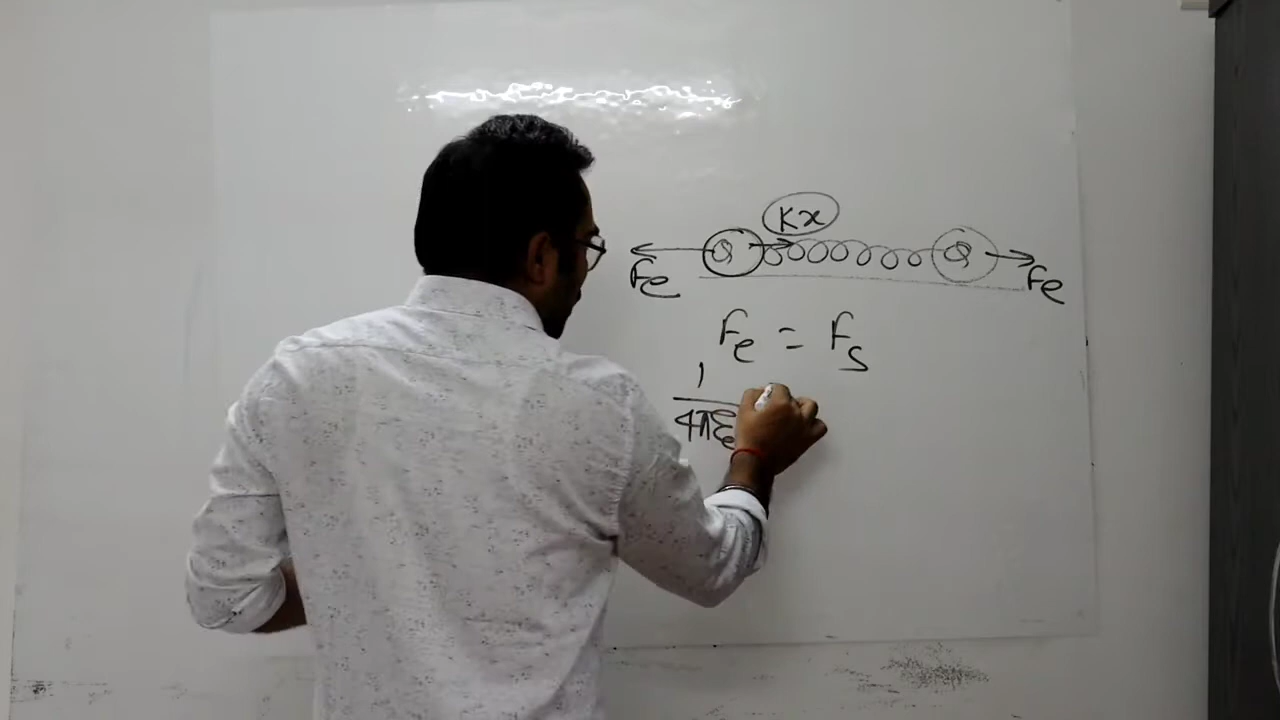 Kx
Fe Q Q Fe
Fe = Fs
1
4πε